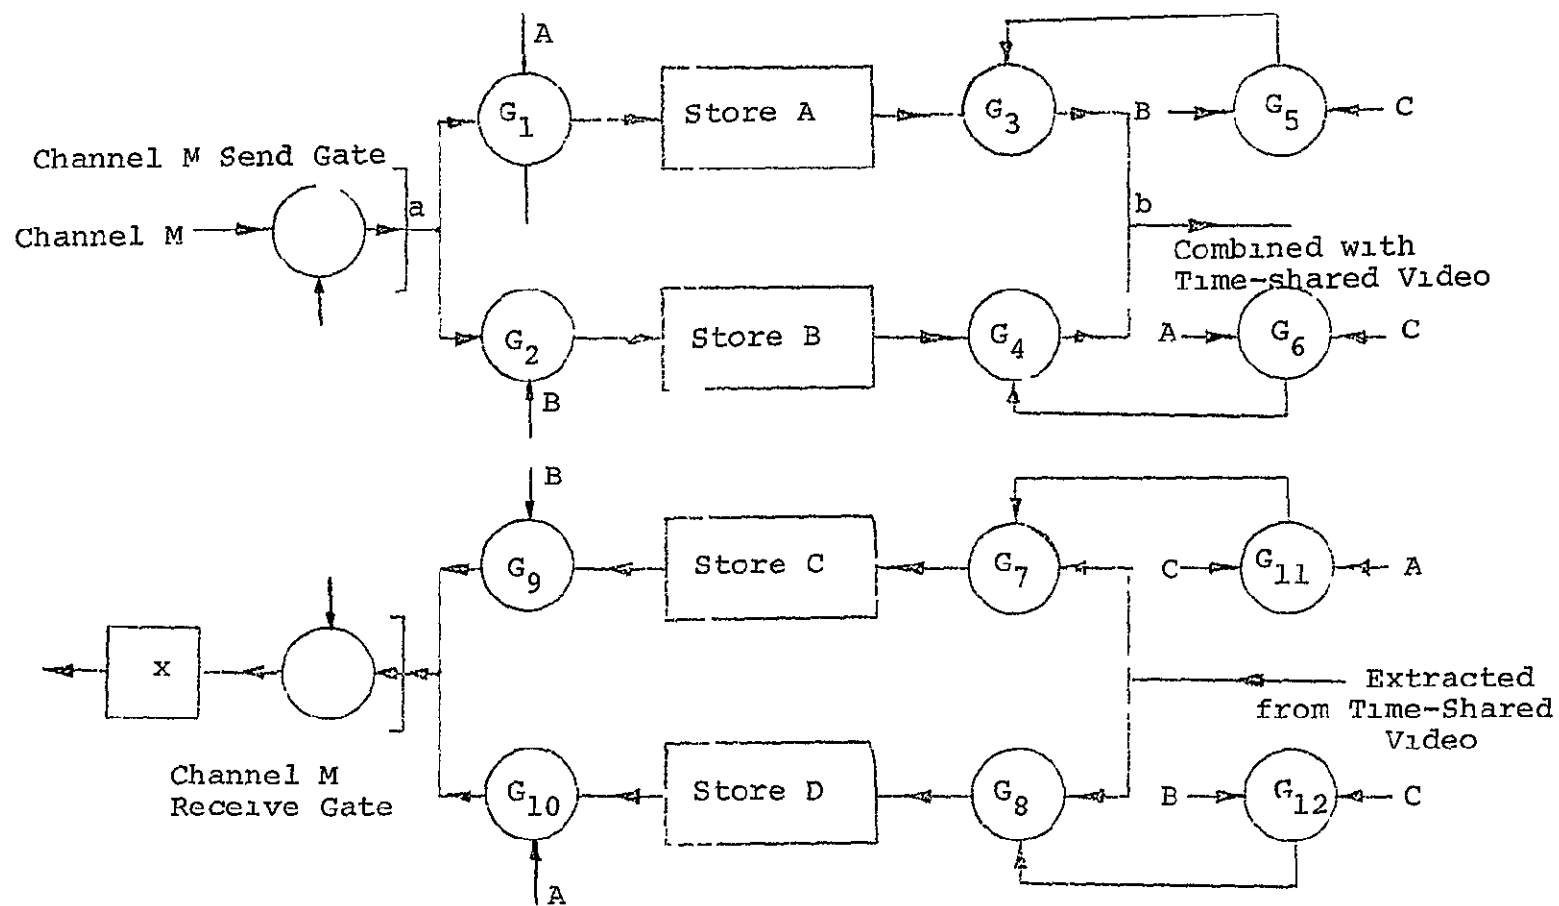 A
G1
Store A
G3
B
G5
C
Channel M Send Gate
a
Channel M
b
Combined with
Time-shared Video
G2
Store B
G4
A
G6
C
B
B
G9
Store C
G7
C
G11
A
x
Extracted
from Time-Shared
Video
Channel M
Receive Gate
G10
Store D
G8
B
G12
C
A